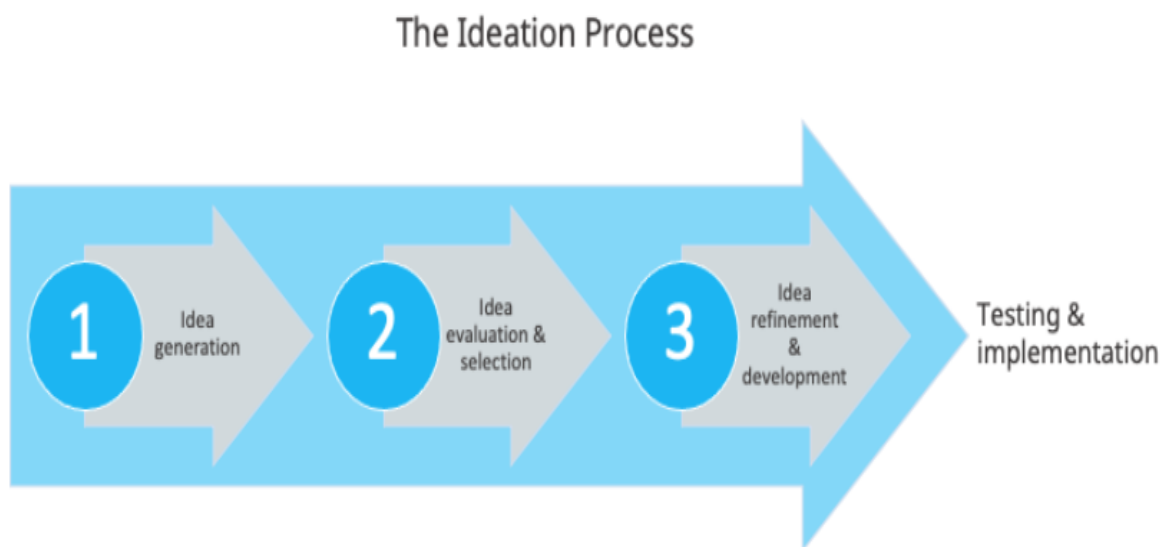 The Ideation Process
1
Idea
generation
2
Idea
evaluation &
selection
3
Idea
refinement
&
development
Testing &
implementation